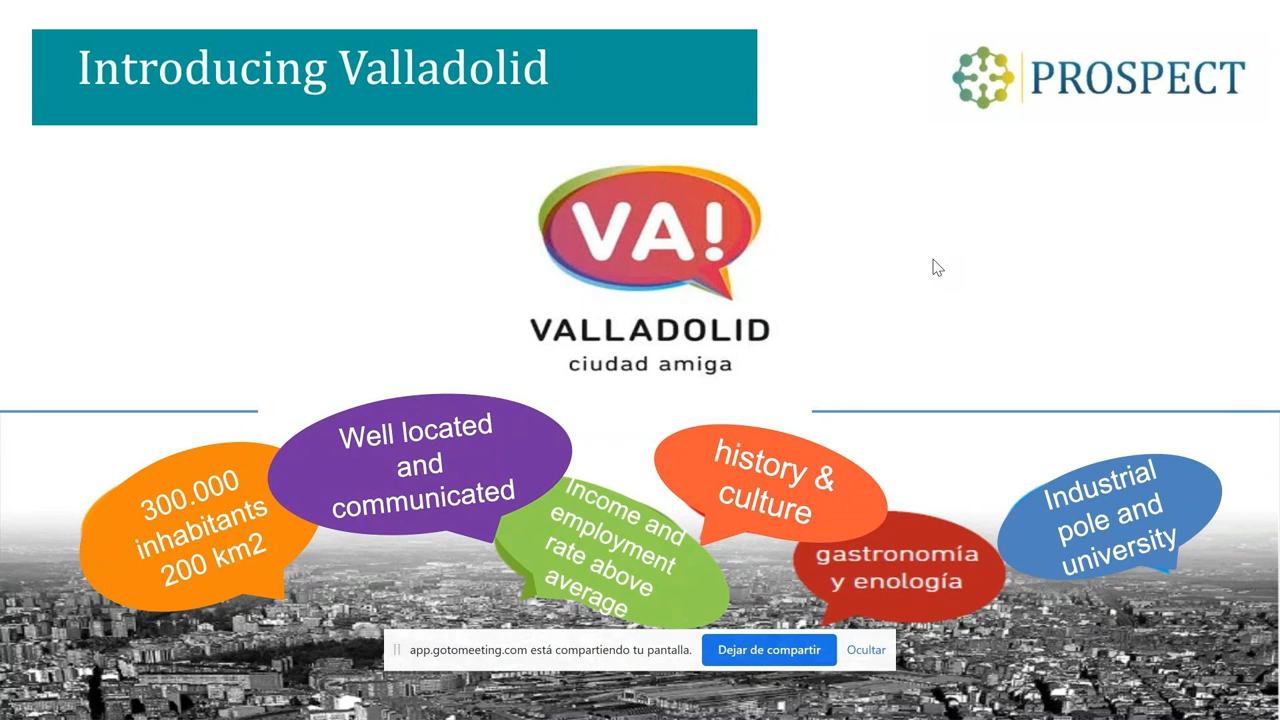 Introducing Valladolid
PROSPECT
VA!
VALLADOLID
ciudad amiga
300.000
inhabitants
200 km2
Well located
and
communicated
Income and
employment
rate above
average
history &
culture
gastronomía
y enología
Industrial
pole and
university
app.gotomeeting.com está compartiendo tu pantalla.
Dejar de compartir
Ocultar